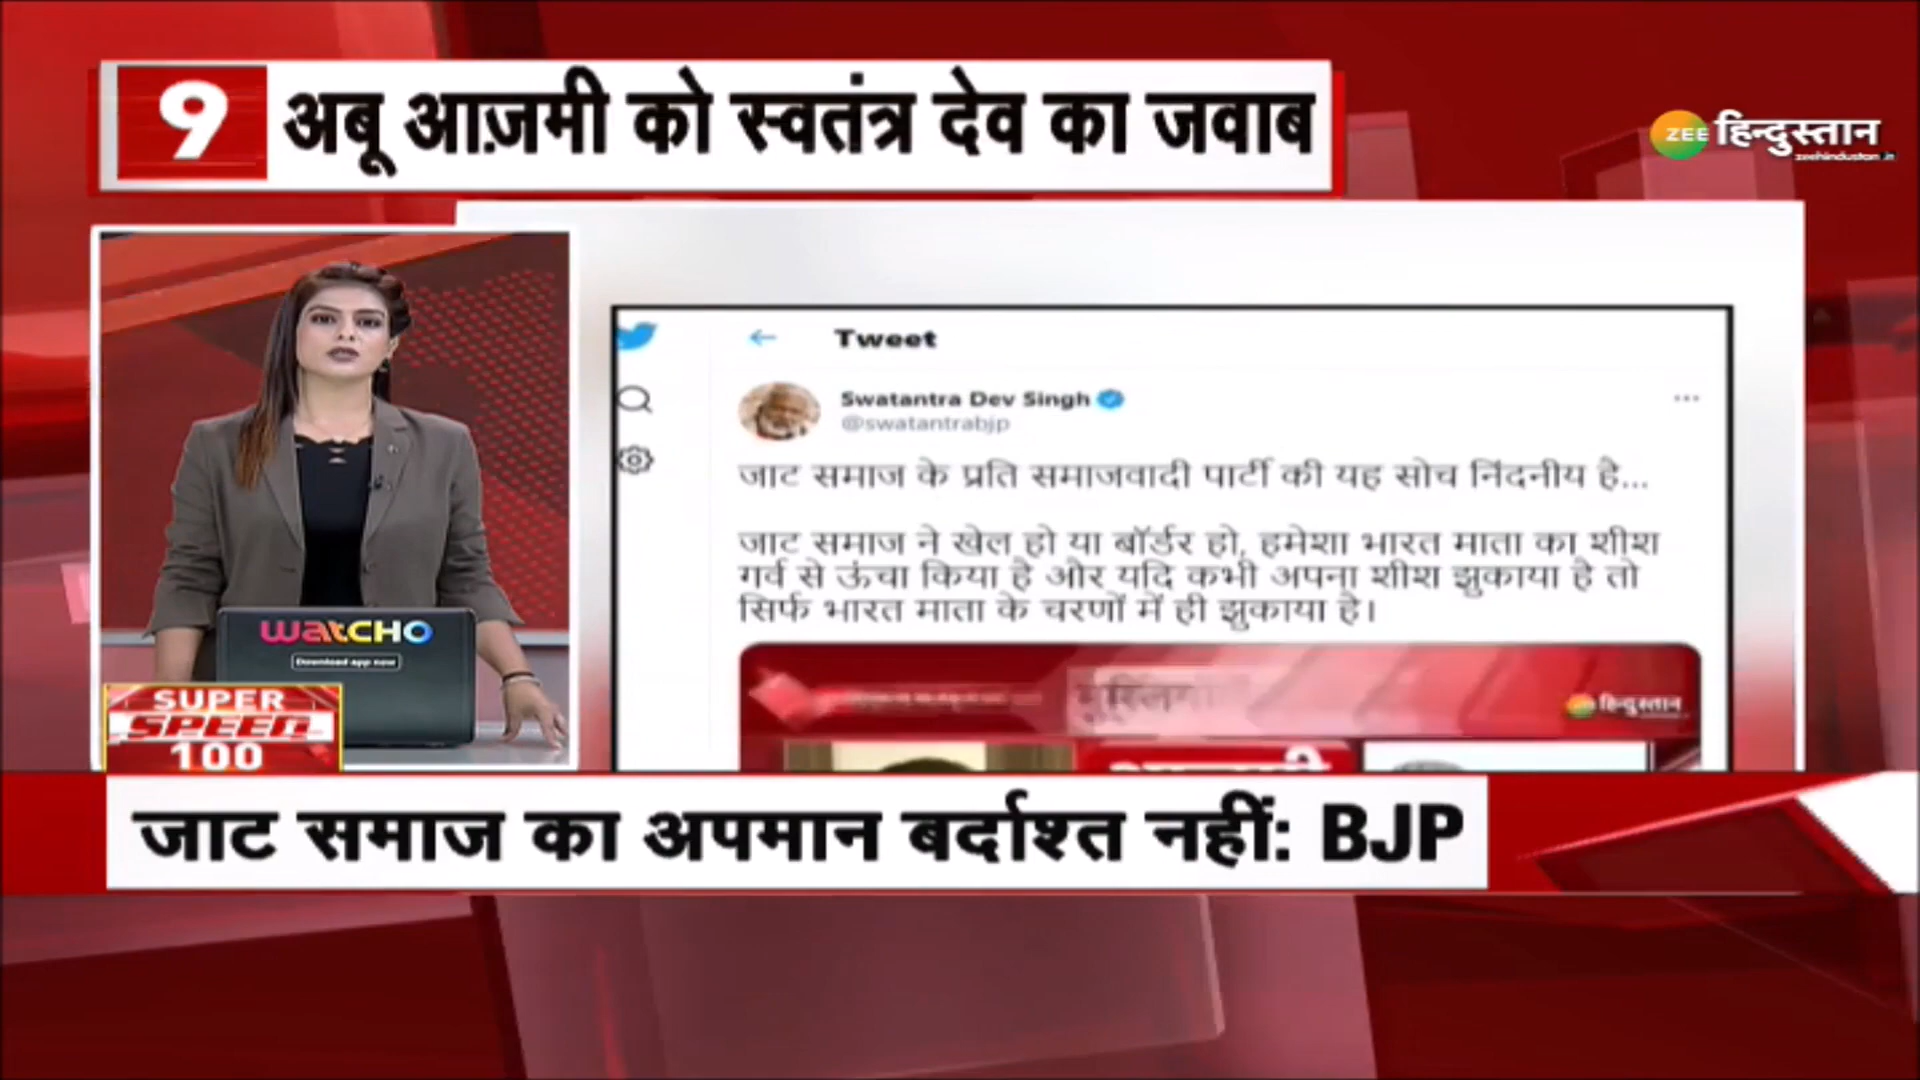 9 अबू आज़मी को स्वतंत्र देव का जवाब
ZEE हिन्दुस्तान
zeehindustan.in
Tweet
Swatantra Dev Singh
@swatantrabjp
जाट समाज के प्रति समाजवादी पार्टी की यह सोच निंदनीय है...
जाट समाज ने खेल हो या बॉर्डर हो, हमेशा भारत माता का शीश
गर्व से ऊंचा किया है और यदि कभी अपना शीश झुकाया है तो
सिर्फ भारत माता के चरणों में ही झुकाया है।
हिन्दुस्तान
WatCHO
Download app now
SUPER
SPEED
100
जाट समाज का अपमान बर्दाश्त नहीं: BJP